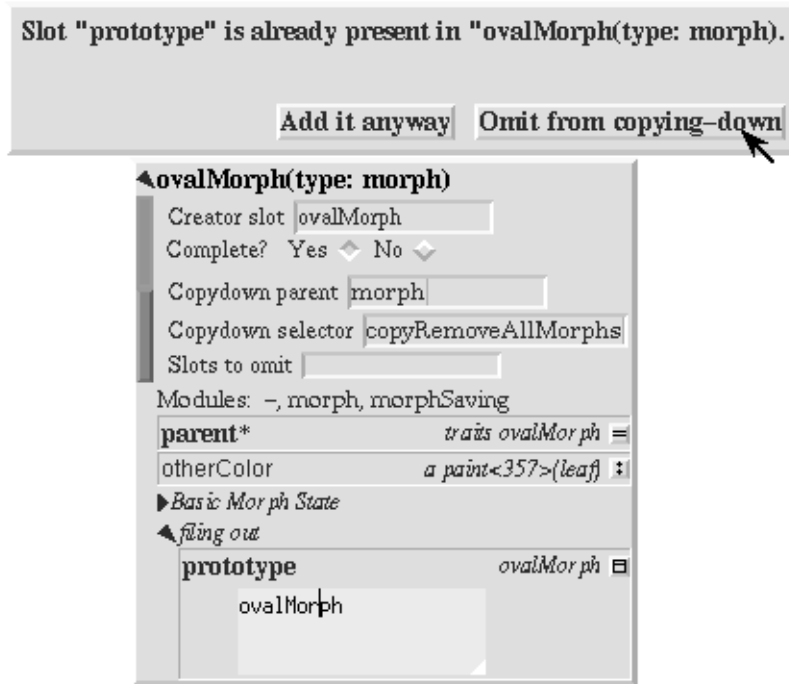 Slot "prototype" is already present in "ovalMorph(type: morph).
Add it anyway Omit from copying-down
ovalMorph(type: morph)
Creator slot ovalMorph
Complete? Yes No
Copydown parent morph
Copydown selector copyRemoveAllMorphs
Slots to omit
Modules: -, morph, morphSaving
parent* traits ovalMorph =
otherColor a paint<357>(leaf) :
Basic Morph State
filing out
prototype ovalMorph
ovalMorph